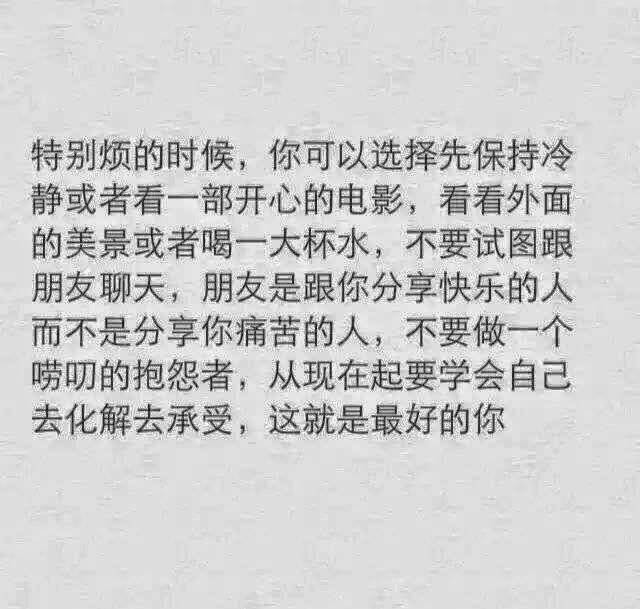 特别烦的时候，你可以选择先保持冷
静或者看一部开心的电影，看看外面
的美景或者喝一大杯水，不要试图跟
朋友聊天，朋友是跟你分享快乐的人
而不是分享你痛苦的人，不要做一个
唠叨的抱怨者，从现在起要学会自己
去化解去承受，这就是最好的你